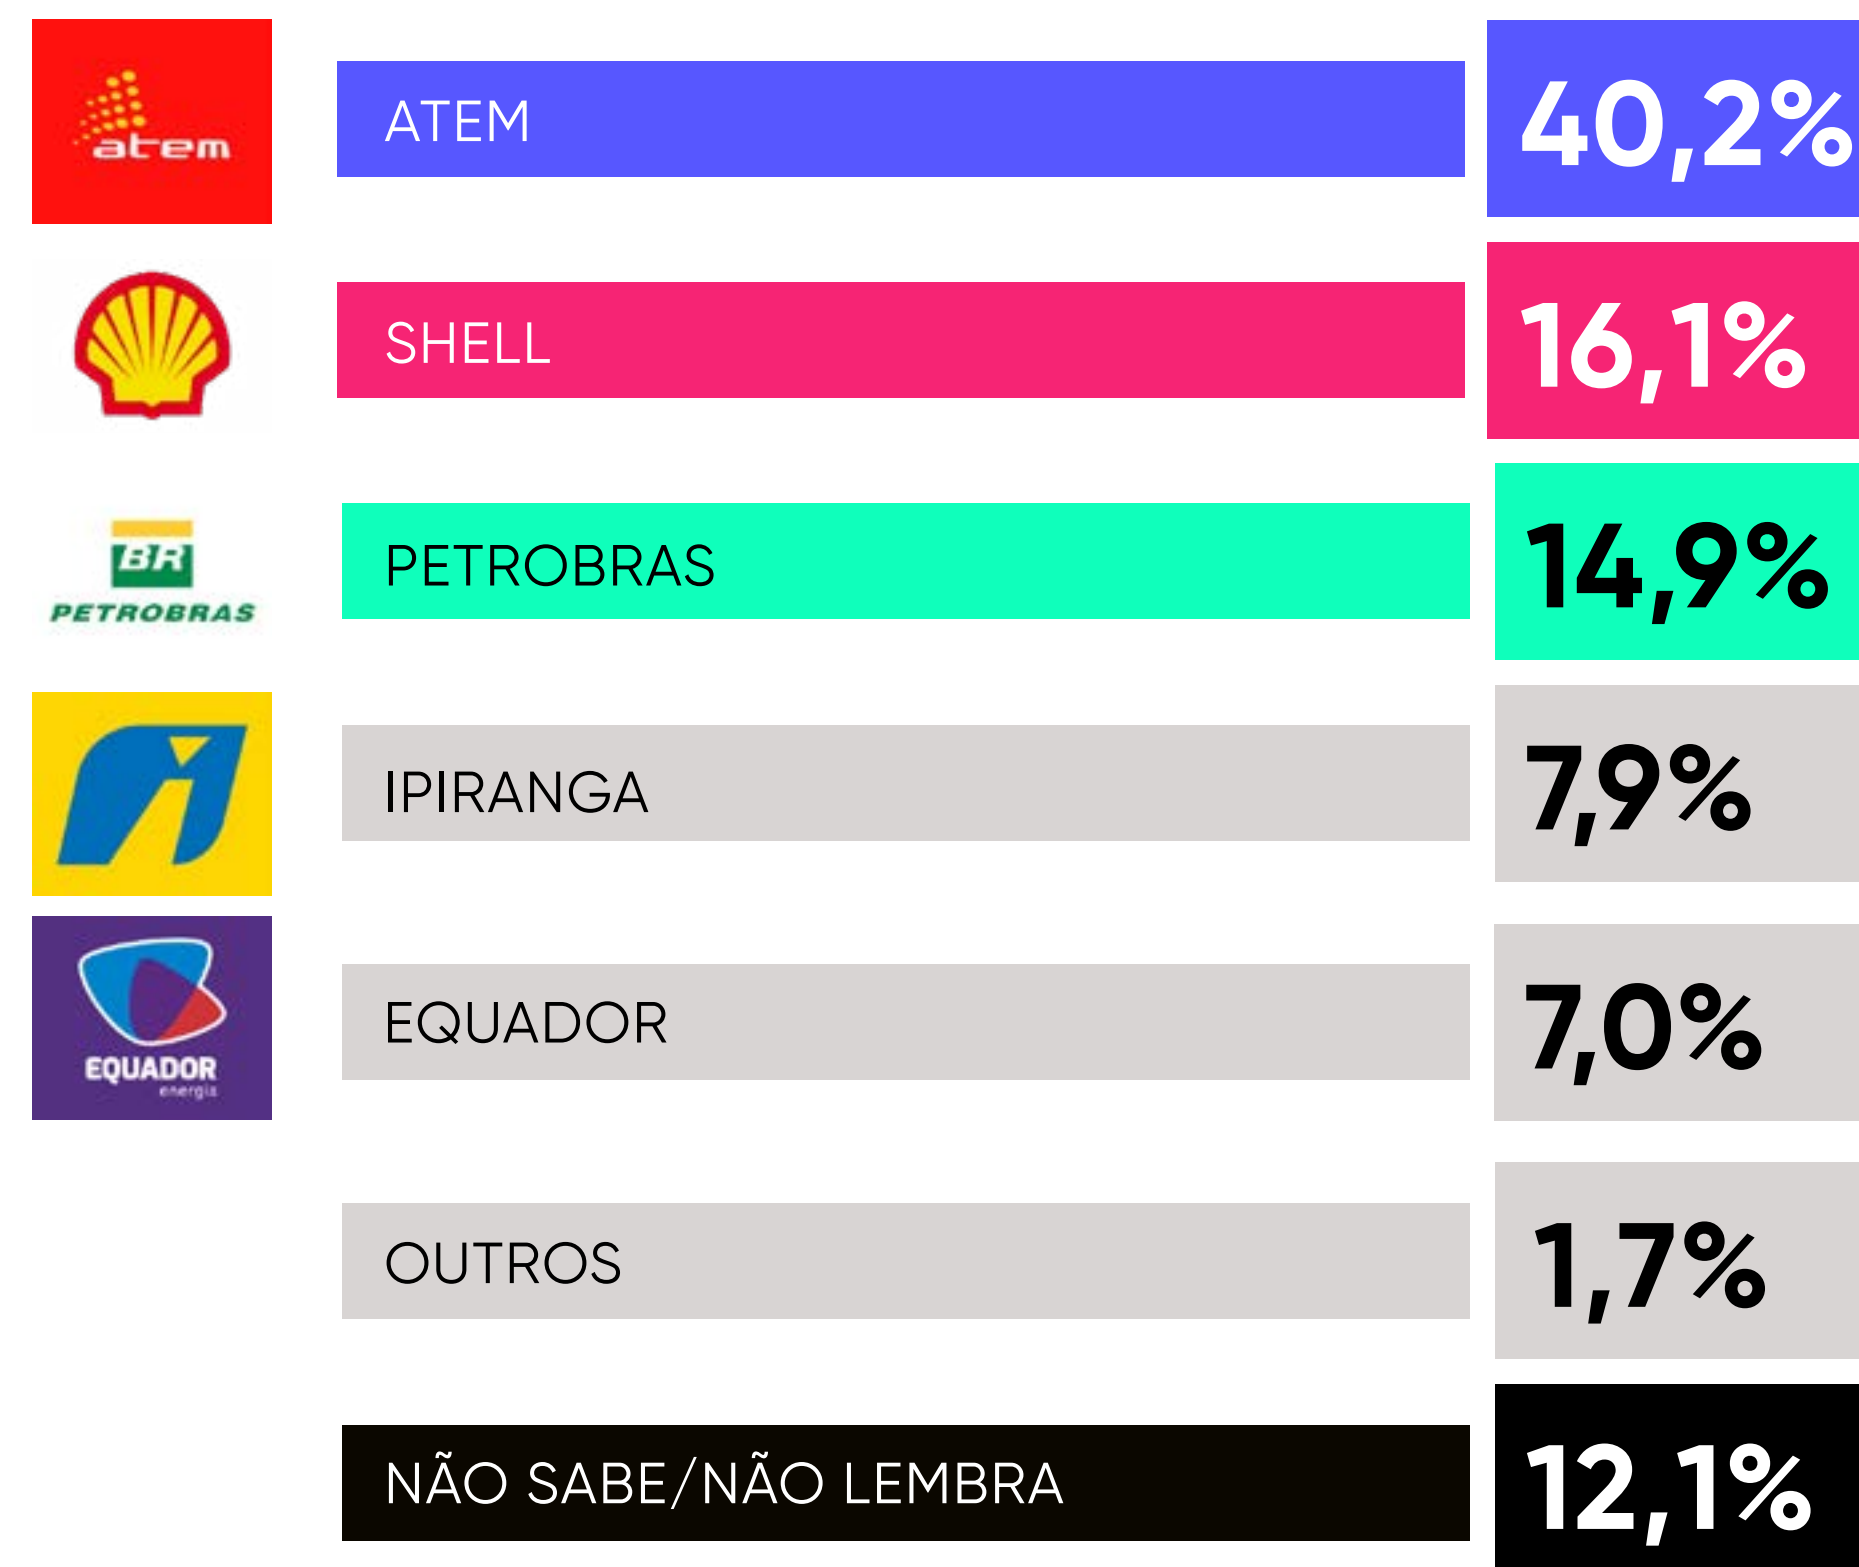 atem
ATEM
40,2%
SHELL
16,1%
BR
PETROBRAS
PETROBRAS
14,9%
IPIRANGA
7,9%
EQUADOR
energia
EQUADOR
7,0%
OUTROS
1,7%
NÃO SABE/NÃO LEMBRA
12,1%